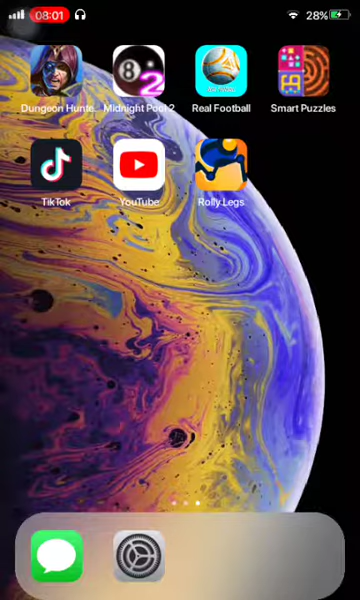 08:01 28%
Dungeon Hunte... Midnight Pool 2 Real Football Smart Puzzles
TikTok YouTube Rolly Legs